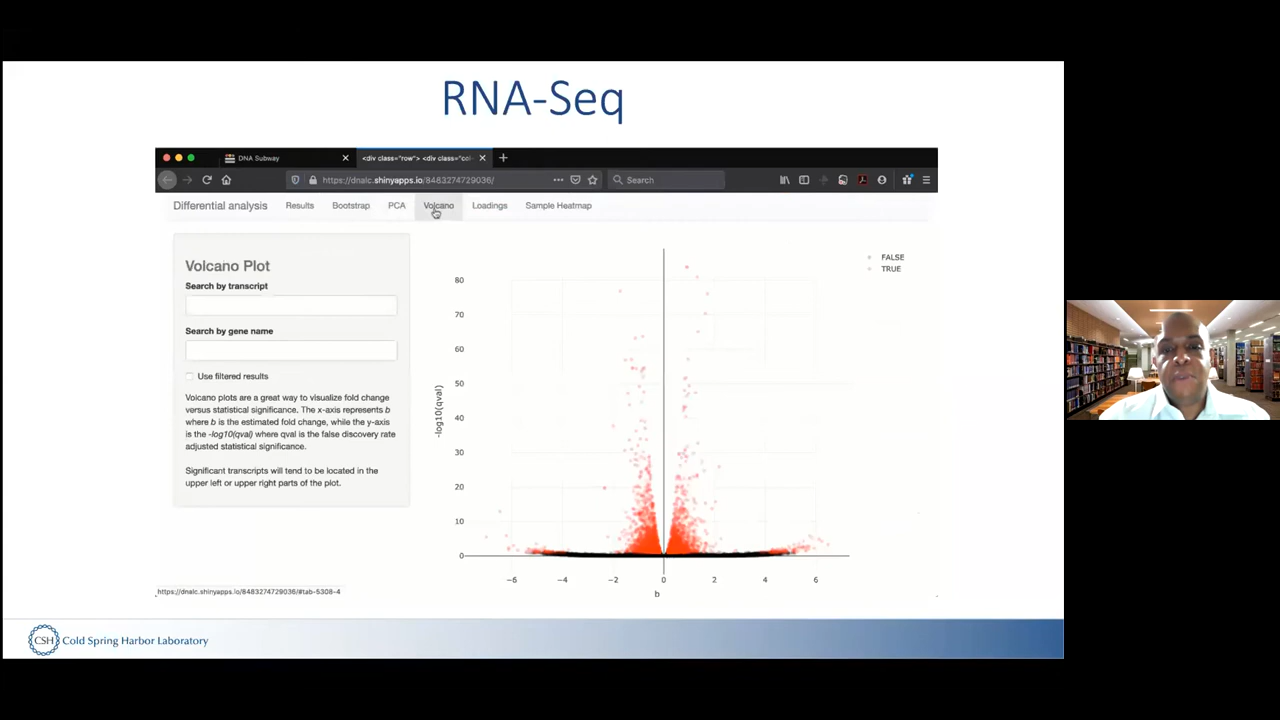 RNA-Seq
DNA Subway
<div class="row"> <div class="col
https://dnalc.shinyapps.io/8483274729036/
Search
Differential analysis
Results
Bootstrap
PCA
Volcano
Loadings
Sample Heatmap
Volcano Plot
Search by transcript
Search by gene name
Use filtered results
Volcano plots are a great way to visualize fold change
versus statistical significance. The x-axis represents b
where b is the estimated fold change, while the y-axis
is the -log10(qval) where qval is the false discovery rate
adjusted statistical significance.
Significant transcripts will tend to be located in the
upper left or upper right parts of the plot.
FALSE
TRUE
80
70
60
50
40
30
20
10
0
-log10(qval)
−6
−4
−2
0
2
4
6
b
https://dnalc.shinyapps.io/8483274729036/#tab-5308-4
CSH Cold Spring Harbor Laboratory